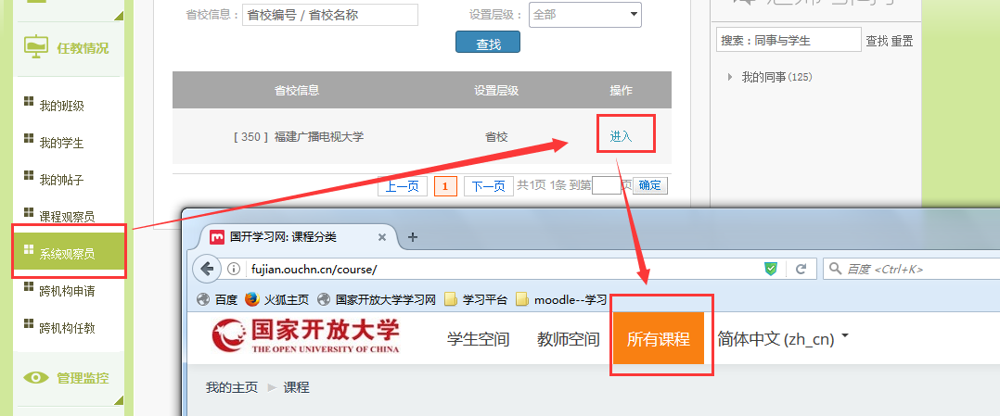 省校信息：
省校编号 / 省校名称
设置层级：
全部
查找
搜索：同事与学生
查找 重置
我的同事(125)
任教情况
我的班级
我的学生
我的帖子
课程观察员
系统观察员
跨机构申请
跨机构任教
管理监控
省校信息
设置层级
操作
[ 350 ] 福建广播电视大学
省校
进入
上一页
1
下一页
共1页 1条 到第
页
确定
国开学习网: 课程分类
fujian.ouchn.cn/course/
百度 <Ctrl+K>
百度
火狐主页
国家开放大学学习网
学习平台
moodle--学习
国家开放大学
THE OPEN UNIVERSITY OF CHINA
学生空间
教师空间
所有课程
简体中文 (zh_cn)
我的主页
课程